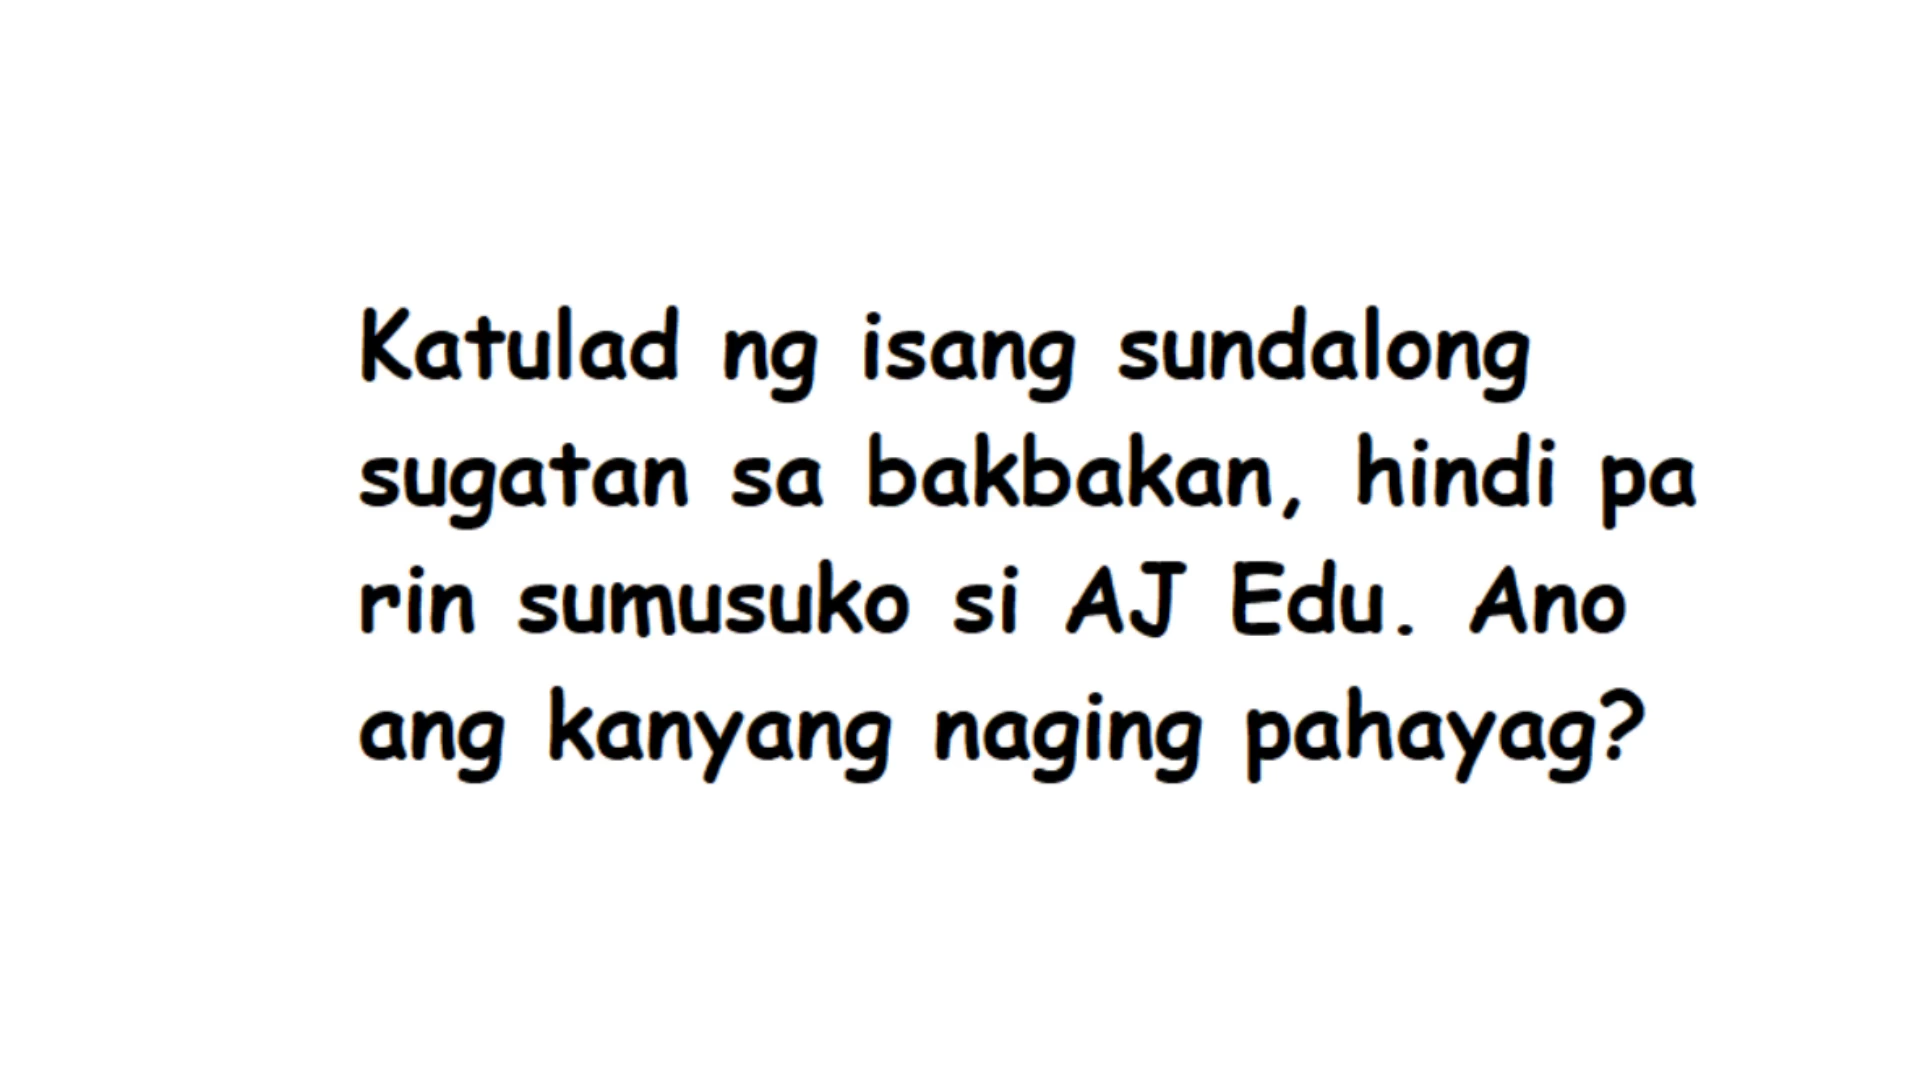 Katulad ng isang sundalong
sugatan sa bakbakan, hindi pa
rin sumusuko si AJ Edu. Ano
ang kanyang naging pahayag?